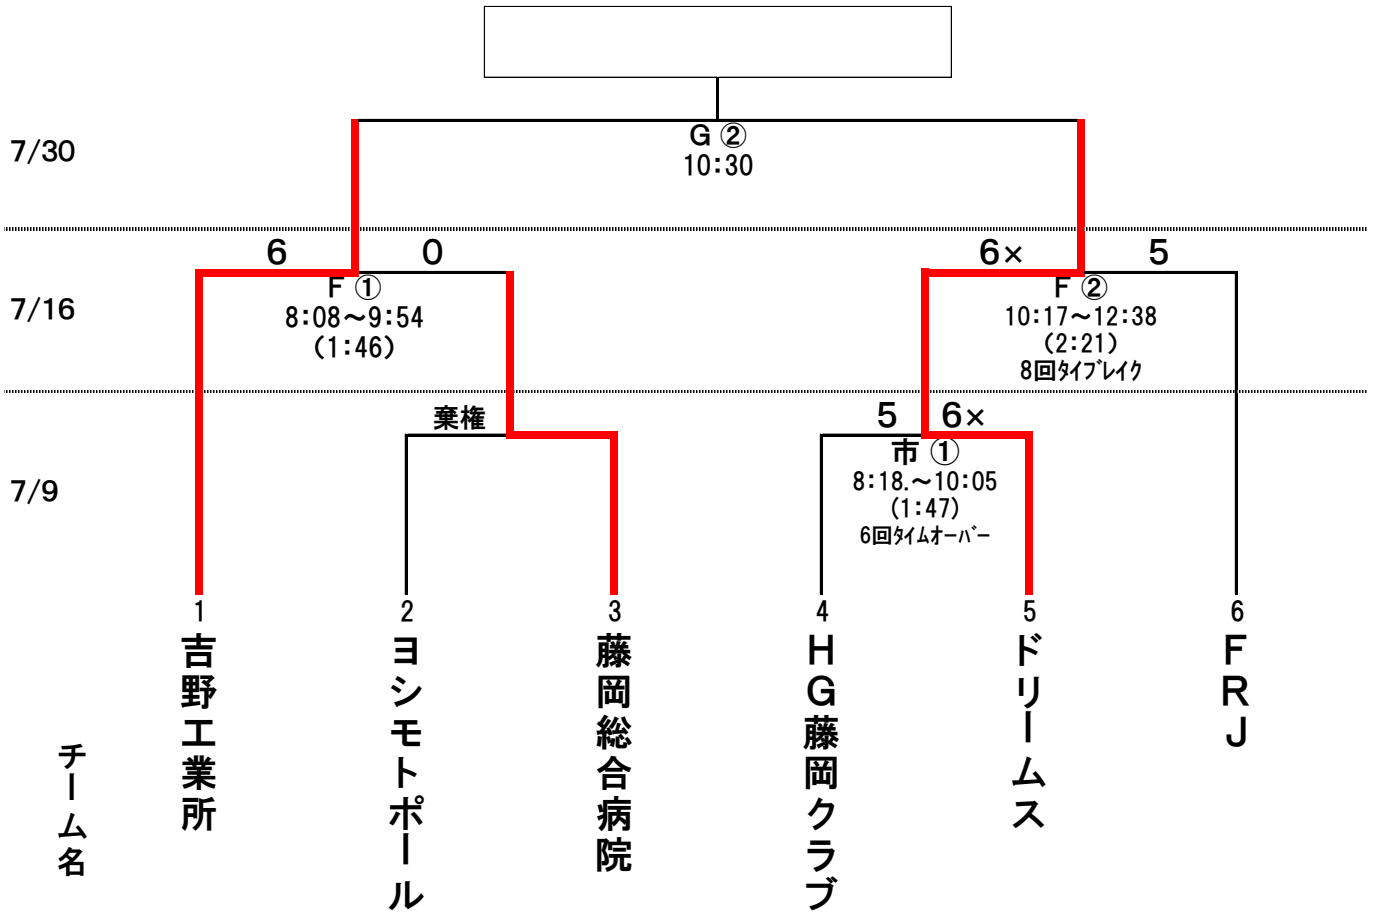 7/30
G ②
10:30
6 0
6× 5
7/16
F ①
8:08～9:54
(1:46)
F ②
10:17～12:38
(2:21)
8回ﾀｲﾌﾞﾚｲｸ
棄権
5 6×
7/9
市 ①
8:18.～10:05
(1:47)
6回ﾀｲﾑｵｰﾊﾞｰ
1 2 3 4 5 6
チーム名
吉野工業所
ヨシモトポール
藤岡総合病院
HG藤岡クラブ
ドリームス
FRJ